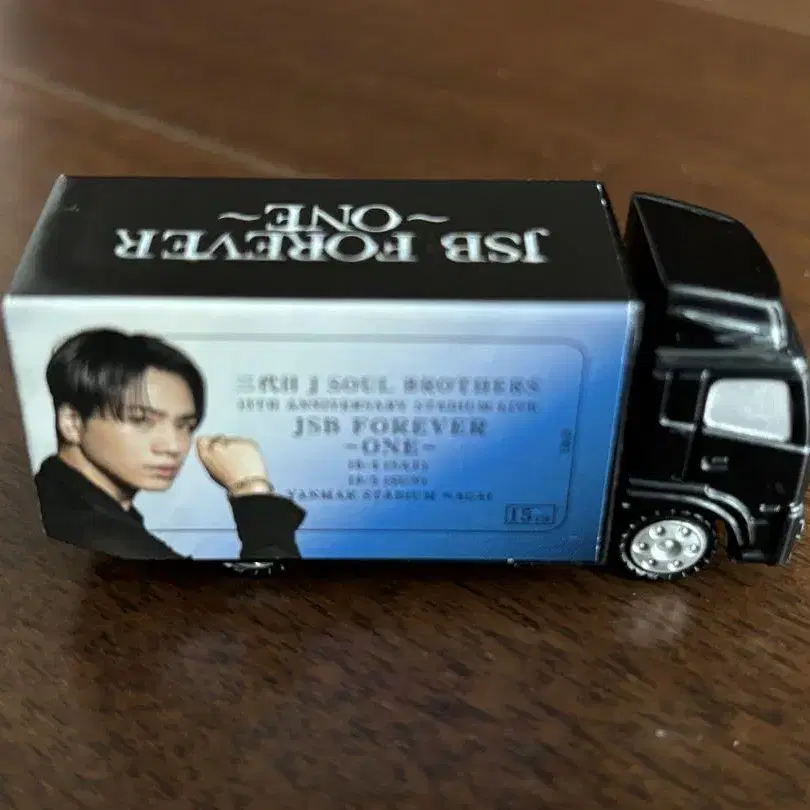 JSB FOREVER
~ONE~
三代目 J SOUL BROTHERS
15TH ANNIVERSARY STADIUM LIVE
JSB FOREVER
~ONE~
YANMAR STADIUM NAGAI
15TH